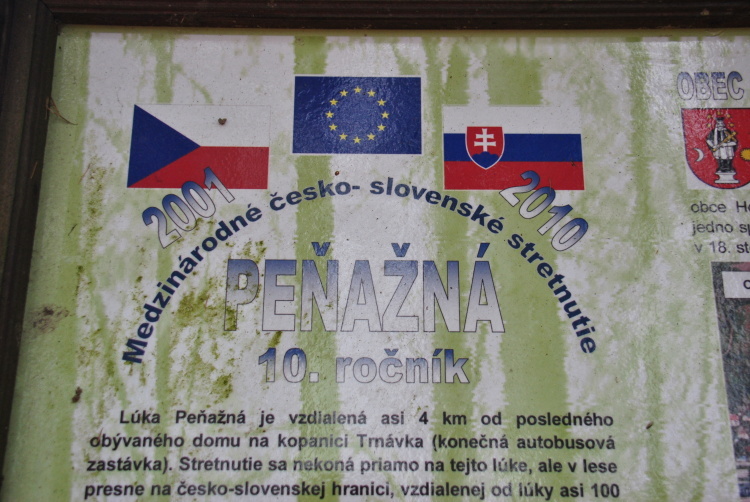 2001
2010
Medzinárodné česko- slovenské stretnutie
PEŇAŽNÁ
10. ročník
Lúka Peňažná je vzdialená asi 4 km od posledného
obývaného domu na kopanici Trnávka (konečná autobusová
zastávka). Stretnutie sa nekoná priamo na tejto lúke, ale v lese
presne na česko-slovenskej hranici, vzdialenej od lúky asi 100
OBEC
obce
jedno
v 18.